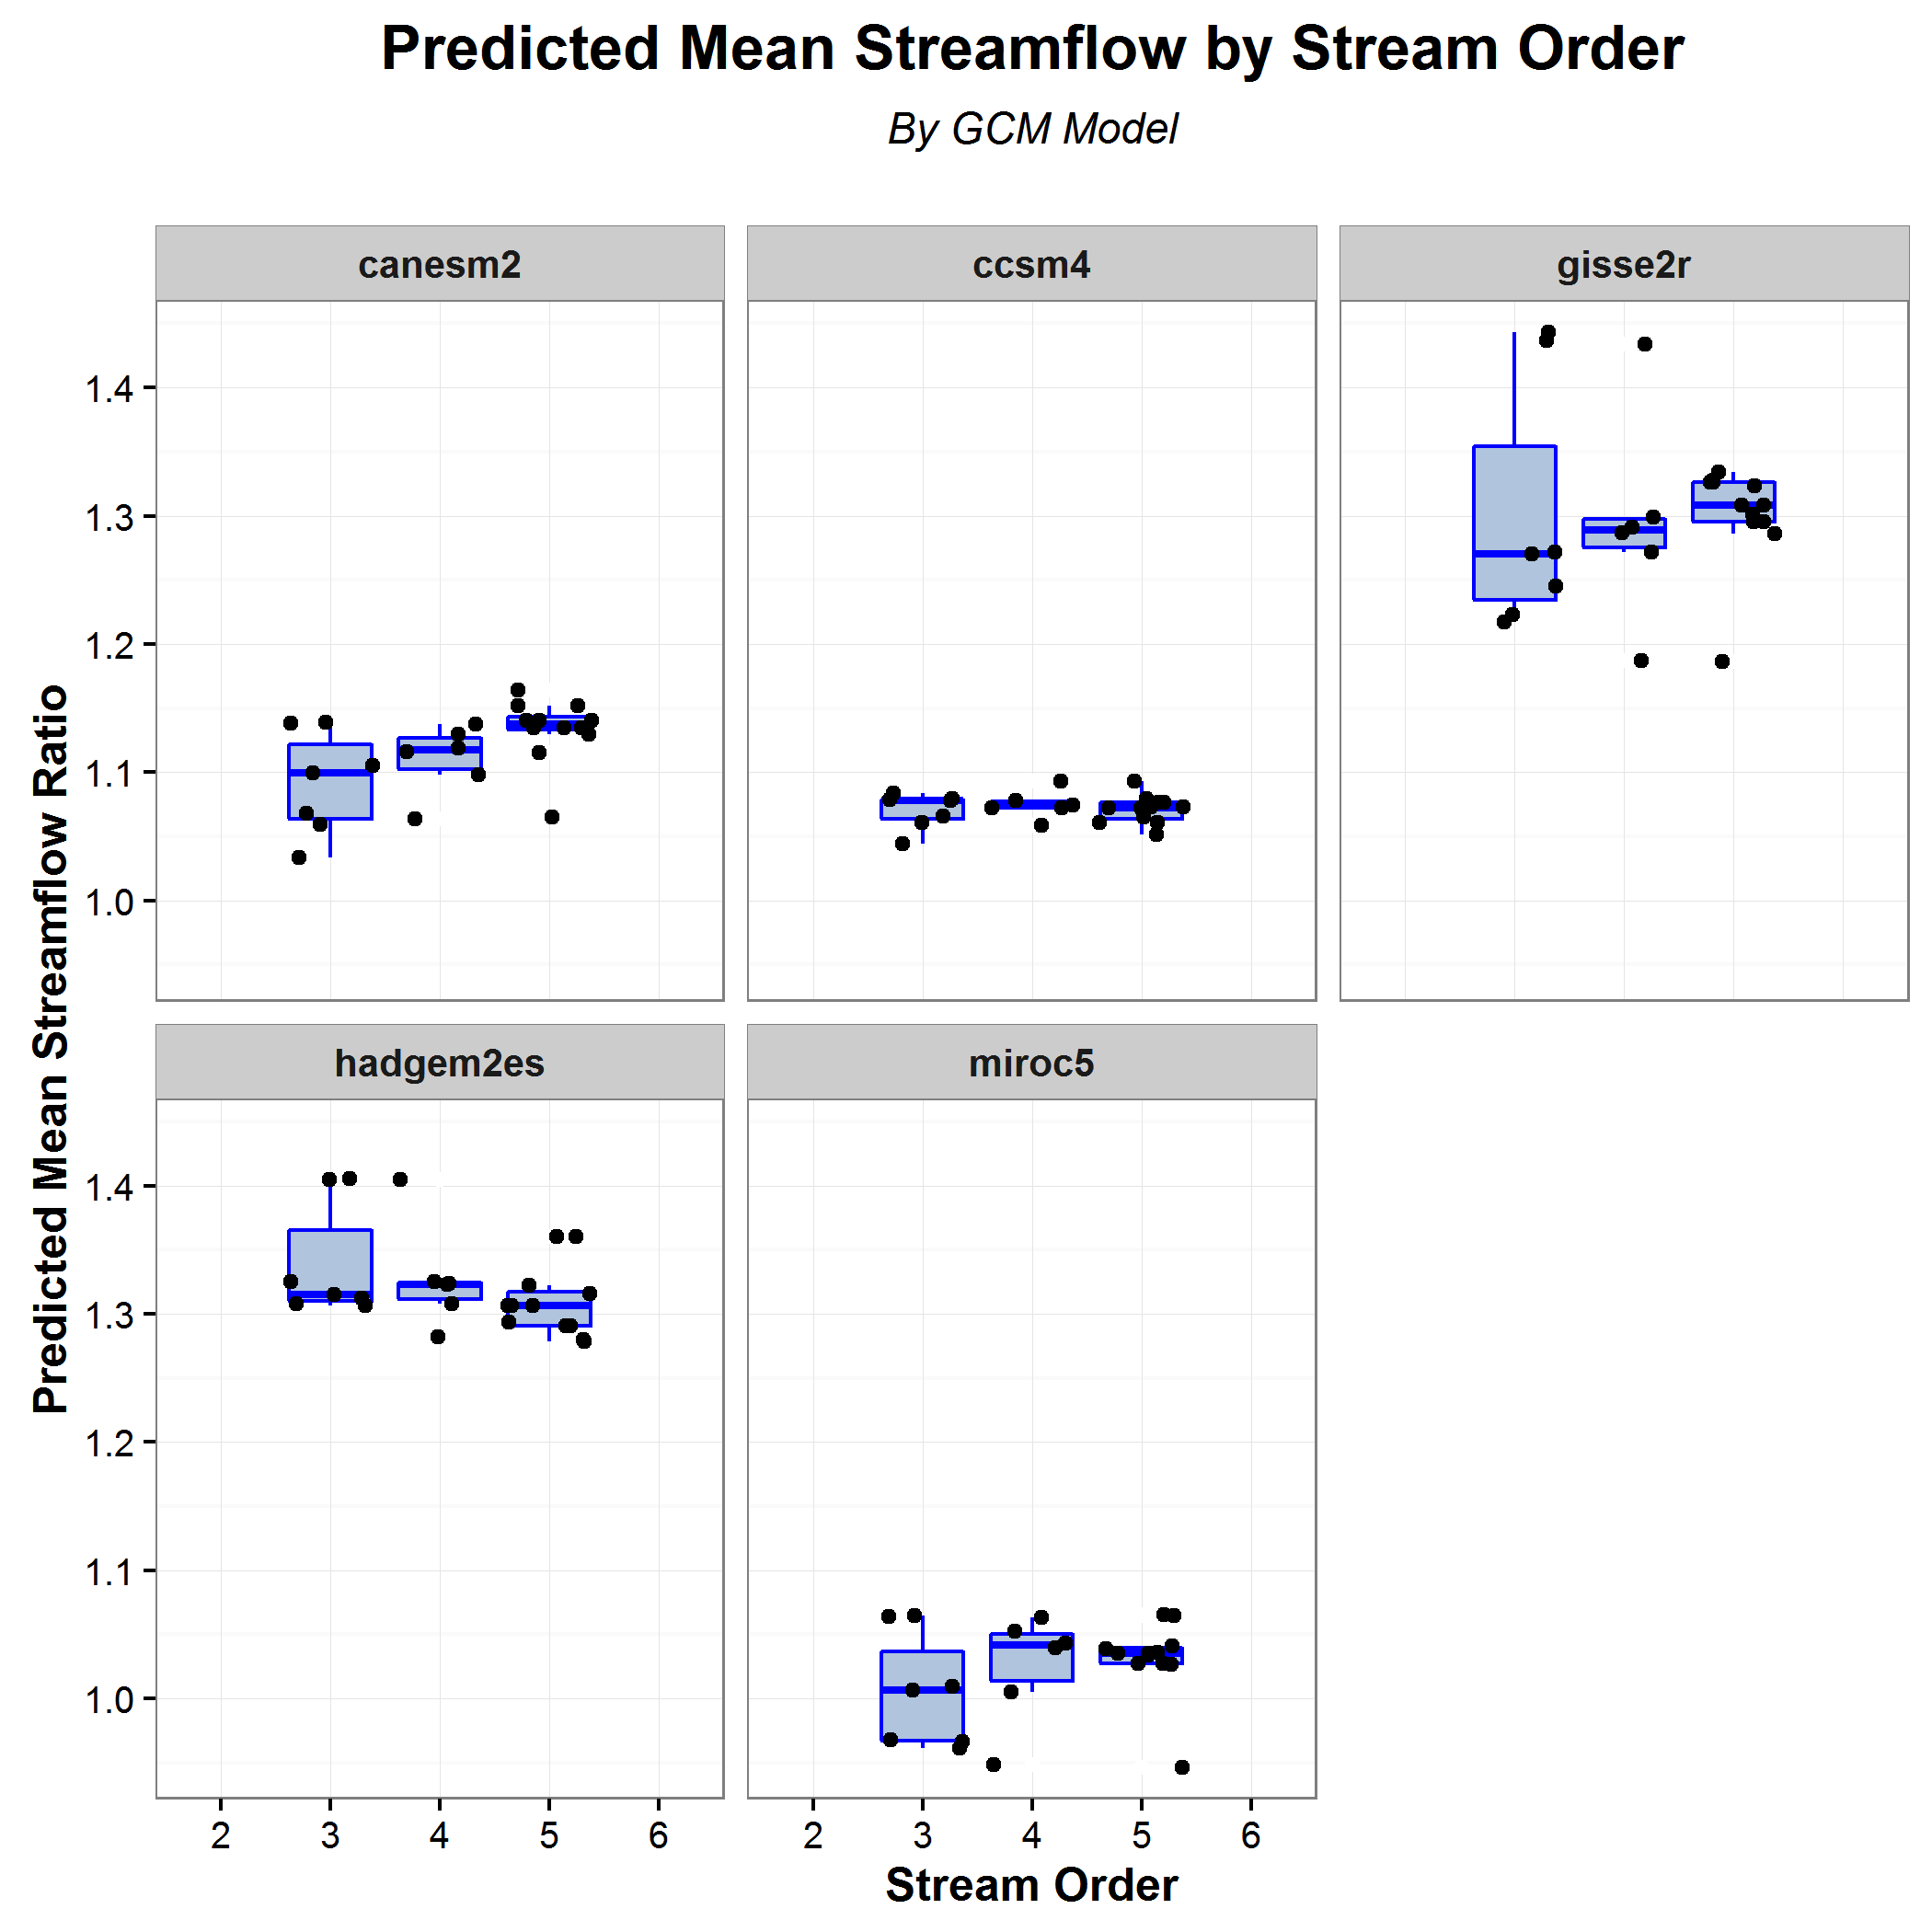 Predicted Mean Streamflow by Stream Order
By GCM Model
canesm2
ccsm4
gisse2r
1.4
1.3
1.2
1.1
1.0
Predicted Mean Streamflow Ratio
hadgem2es
miroc5
1.4
1.3
1.2
1.1
1.0
2 3 4 5 6
2 3 4 5 6
Stream Order